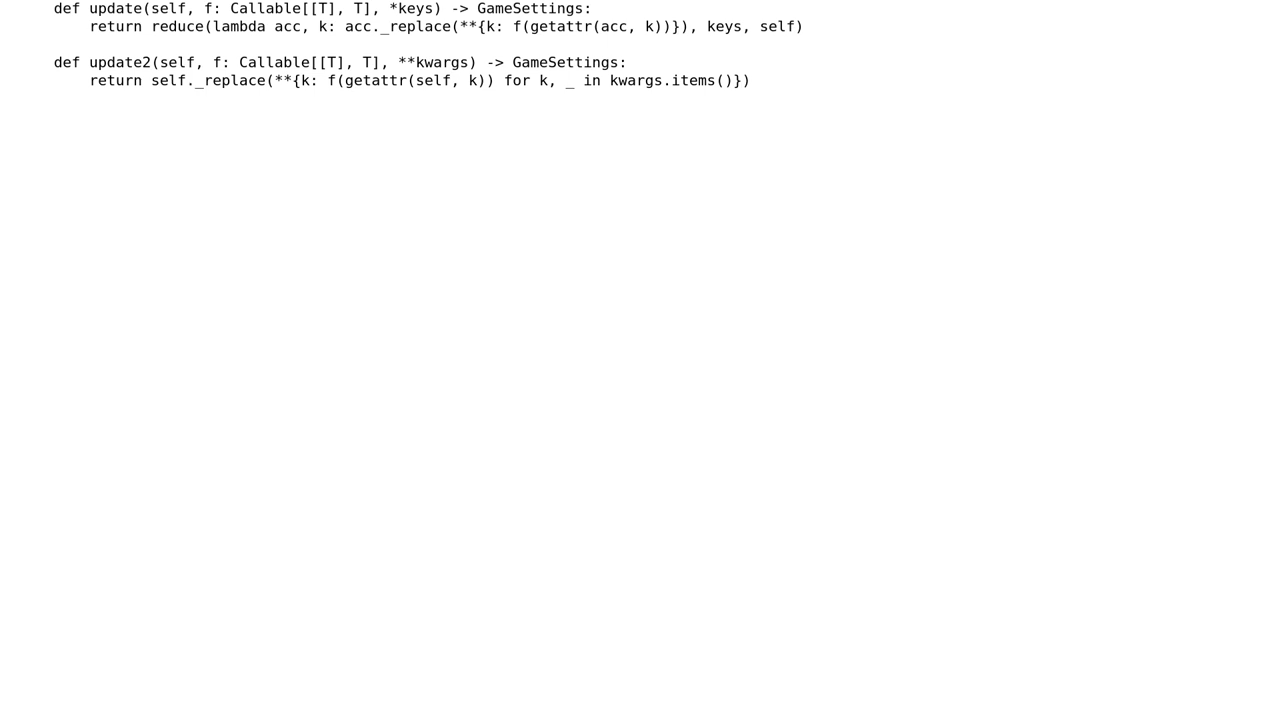 def update(self, f: Callable[[T], T], *keys) -> GameSettings:
return reduce(lambda acc, k: acc._replace(**{k: f(getattr(acc, k))}), keys, self)
def update2(self, f: Callable[[T], T], **kwargs) -> GameSettings:
return self._replace(**{k: f(getattr(self, k)) for k, _ in kwargs.items()})